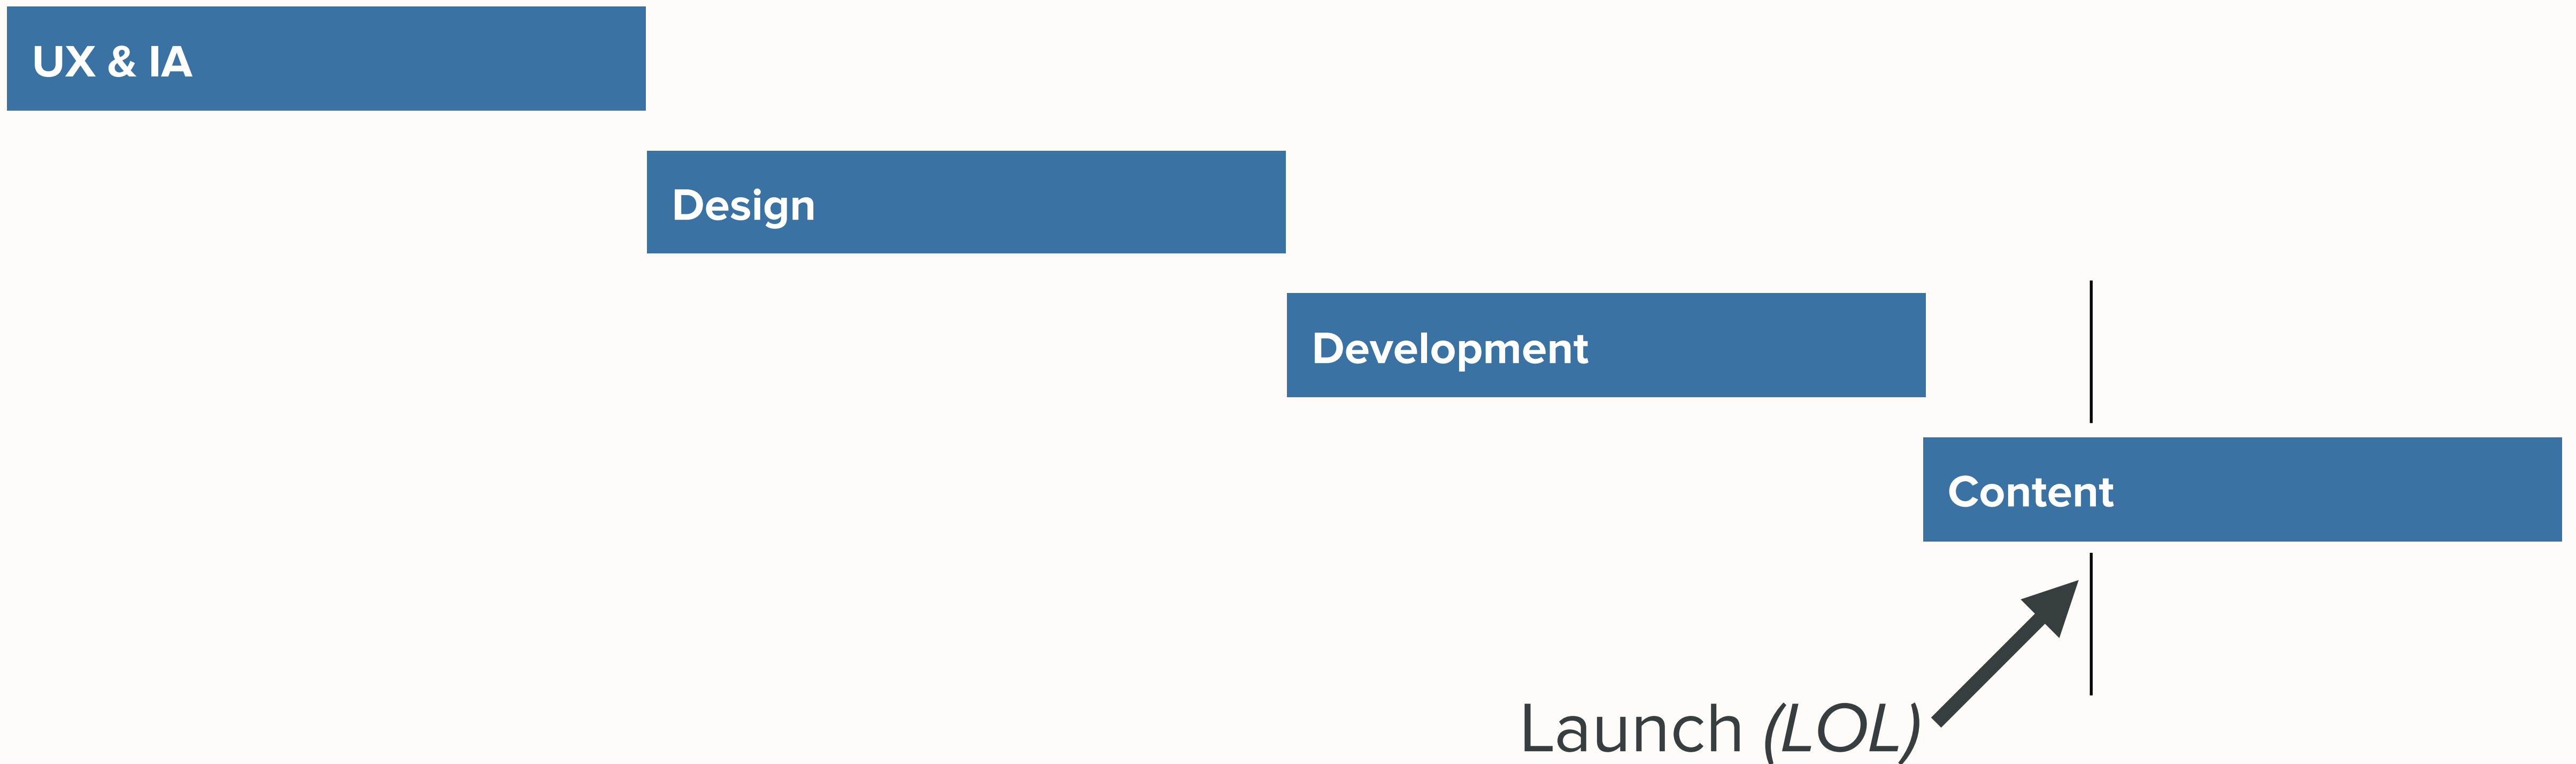 UX & IA
Design
Development
Content
Launch (LOL)